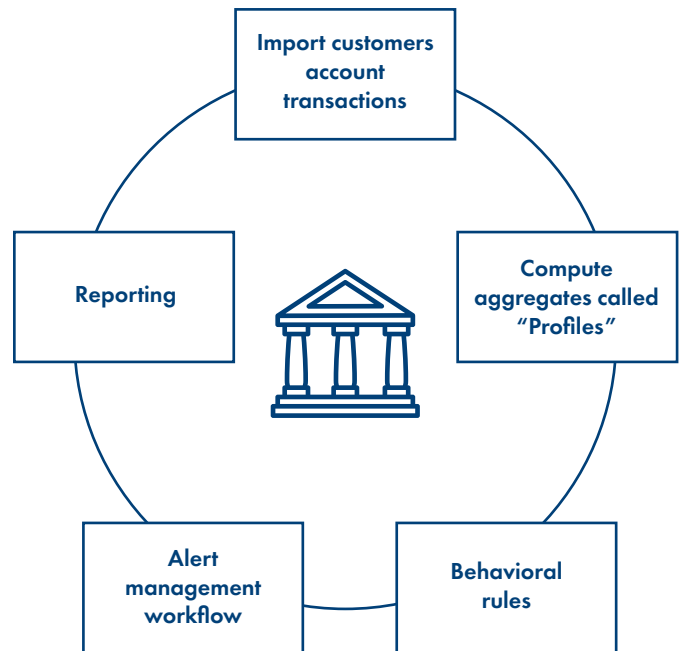 Import customers
account
transactions
Compute
aggregates called
“Profiles”
Behavioral
rules
Alert
management
workflow
Reporting